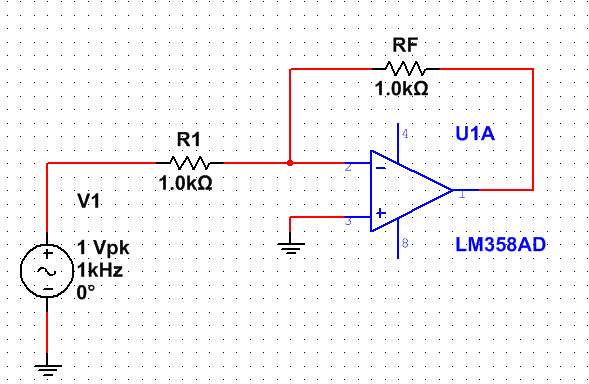 RF
1.0kΩ
4
U1A
R1
1.0kΩ
2
−
V1
1
+
3
+
1 Vpk
8
LM358AD
1kHz
−
0°